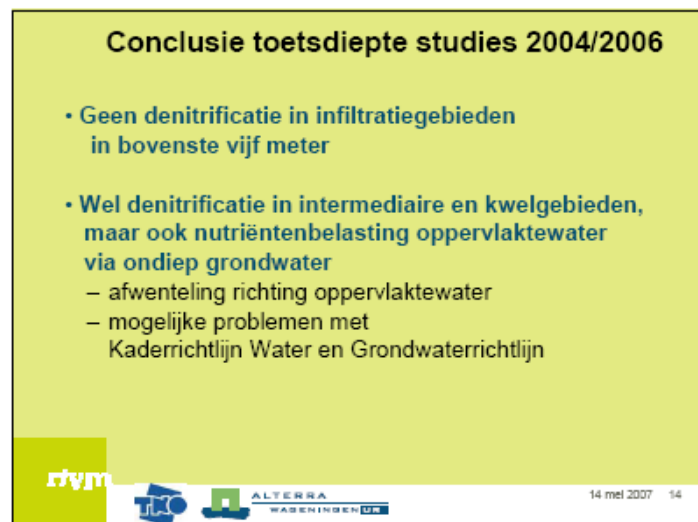 Conclusie toetsdiepte studies 2004/2006
• Geen denitrificatie in infiltratiegebieden
in bovenste vijf meter
• Wel denitrificatie in intermediaire en kwelgebieden,
maar ook nutriëntenbelasting oppervlaktewater
via ondiep grondwater
– afwenteling richting oppervlaktewater
– mogelijke problemen met
Kaderrichtlijn Water en Grondwaterrichtlijn
rivm
TNO
ALTERRA
WAGENINGEN UR
14 mei 2007 14